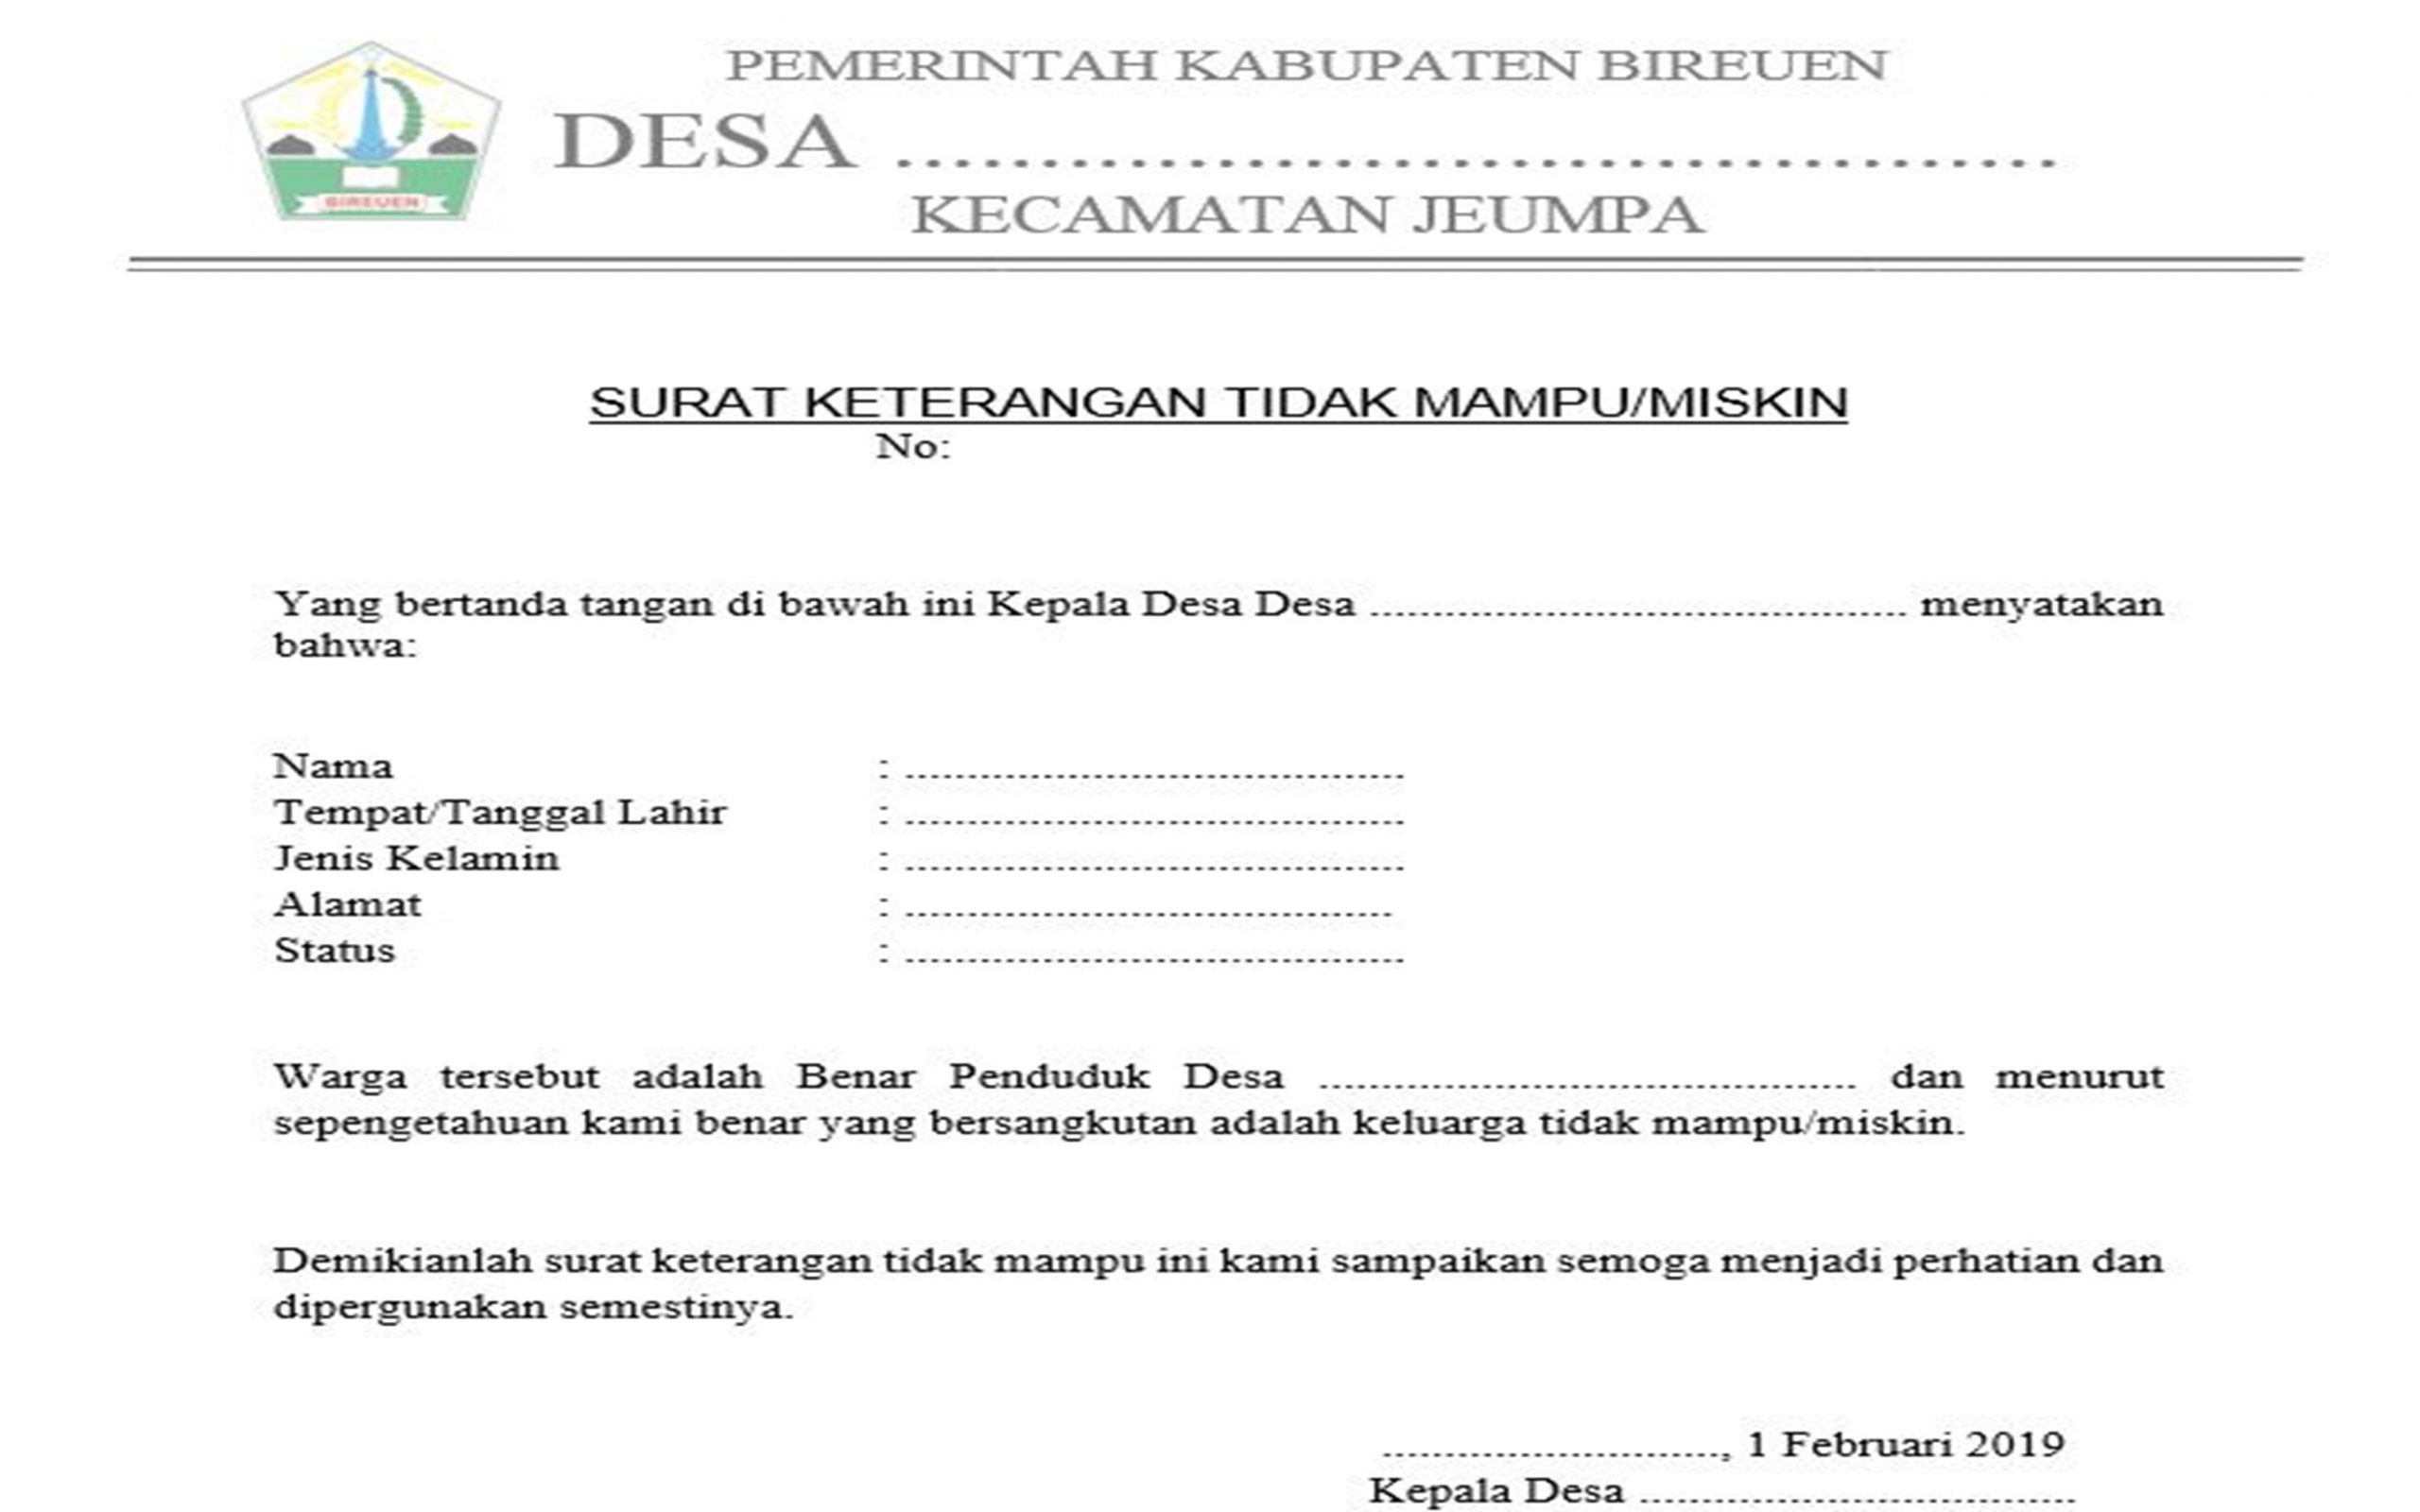 PEMERINTAH KABUPATEN BIREUEN
DESA ........................................
KECAMATAN JEUMPA
BIREUEN
SURAT KETERANGAN TIDAK MAMPU/MISKIN
No:
Yang bertanda tangan di bawah ini Kepala Desa Desa ........................................... menyatakan
bahwa:
Nama : ........................................
Tempat/Tanggal Lahir : ........................................
Jenis Kelamin : ........................................
Alamat : .......................................
Status : ........................................
Warga tersebut adalah Benar Penduduk Desa ........................................... dan menurut
sepengetahuan kami benar yang bersangkutan adalah keluarga tidak mampu/miskin.
Demikianlah surat keterangan tidak mampu ini kami sampaikan semoga menjadi perhatian dan
dipergunakan semestinya.
..........................., 1 Februari 2019
Kepala Desa ...................................